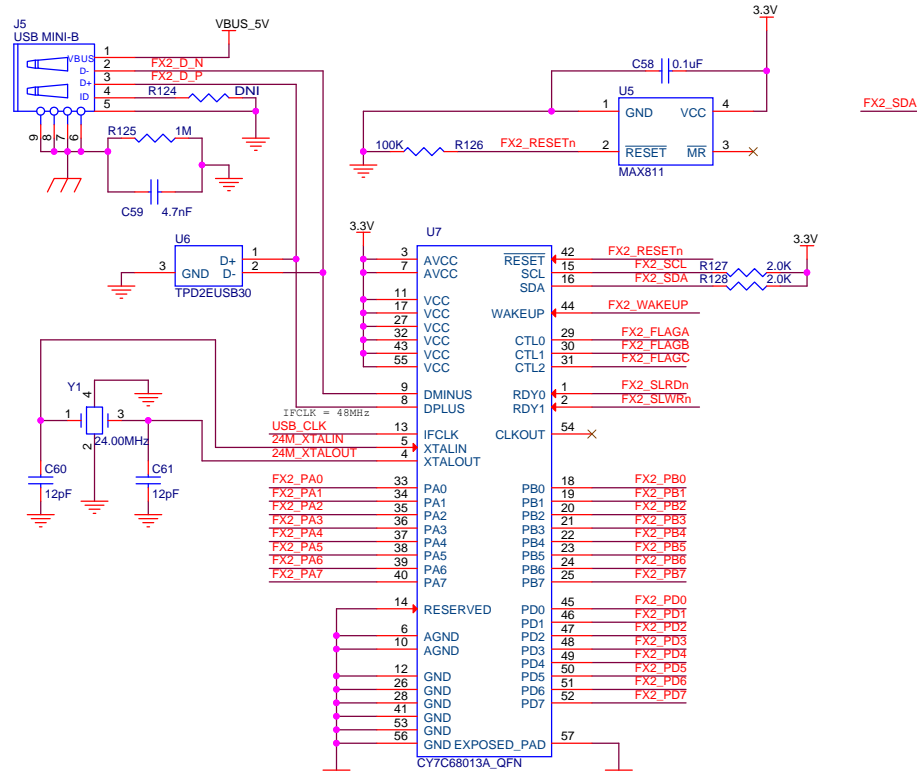 J5
USB MINI-B
VBUS 1
D- 2 FX2_D_N
D+ 3 FX2_D_P
ID 4 R124 DNI
5
VBUS_5V
9 8 7 6
R125 1M
C59 4.7nF
3.3V
C58 0.1uF
U5
1 GND VCC 4
100K R126 FX2_RESETn 2 RESET MR 3
MAX811
FX2_SDA
U6
3 GND D+ 1
D- 2
TPD2EUSB30
Y1
4
1 3
24.00MHz
2
C60
12pF
C61
12pF
3.3V
U7
3 AVCC
7 AVCC
11 VCC
17 VCC
27 VCC
32 VCC
43 VCC
55 VCC
9 DMINUS
8 DPLUS
IFCLK = 48MHz
USB_CLK 13 IFCLK
24M_XTALIN 5 XTALIN
24M_XTALOUT 4 XTALOUT
FX2_PA0 33 PA0
FX2_PA1 34 PA1
FX2_PA2 35 PA2
FX2_PA3 36 PA3
FX2_PA4 37 PA4
FX2_PA5 38 PA5
FX2_PA6 39 PA6
FX2_PA7 40 PA7
14 RESERVED
6 AGND
10 AGND
12 GND
26 GND
28 GND
41 GND
53 GND
56 GND
RESET 42 FX2_RESETn
SCL 15 FX2_SCL R127 2.0K
SDA 16 FX2_SDA R128 2.0K
3.3V
WAKEUP 44 FX2_WAKEUP
CTL0 29 FX2_FLAGA
CTL1 30 FX2_FLAGB
CTL2 31 FX2_FLAGC
RDY0 1 FX2_SLRDn
RDY1 2 FX2_SLWRn
CLKOUT 54
PB0 18 FX2_PB0
PB1 19 FX2_PB1
PB2 20 FX2_PB2
PB3 21 FX2_PB3
PB4 22 FX2_PB4
PB5 23 FX2_PB5
PB6 24 FX2_PB6
PB7 25 FX2_PB7
PD0 45 FX2_PD0
PD1 46 FX2_PD1
PD2 47 FX2_PD2
PD3 48 FX2_PD3
PD4 49 FX2_PD4
PD5 50 FX2_PD5
PD6 51 FX2_PD6
PD7 52 FX2_PD7
EXPOSED_PAD 57
CY7C68013A_QFN